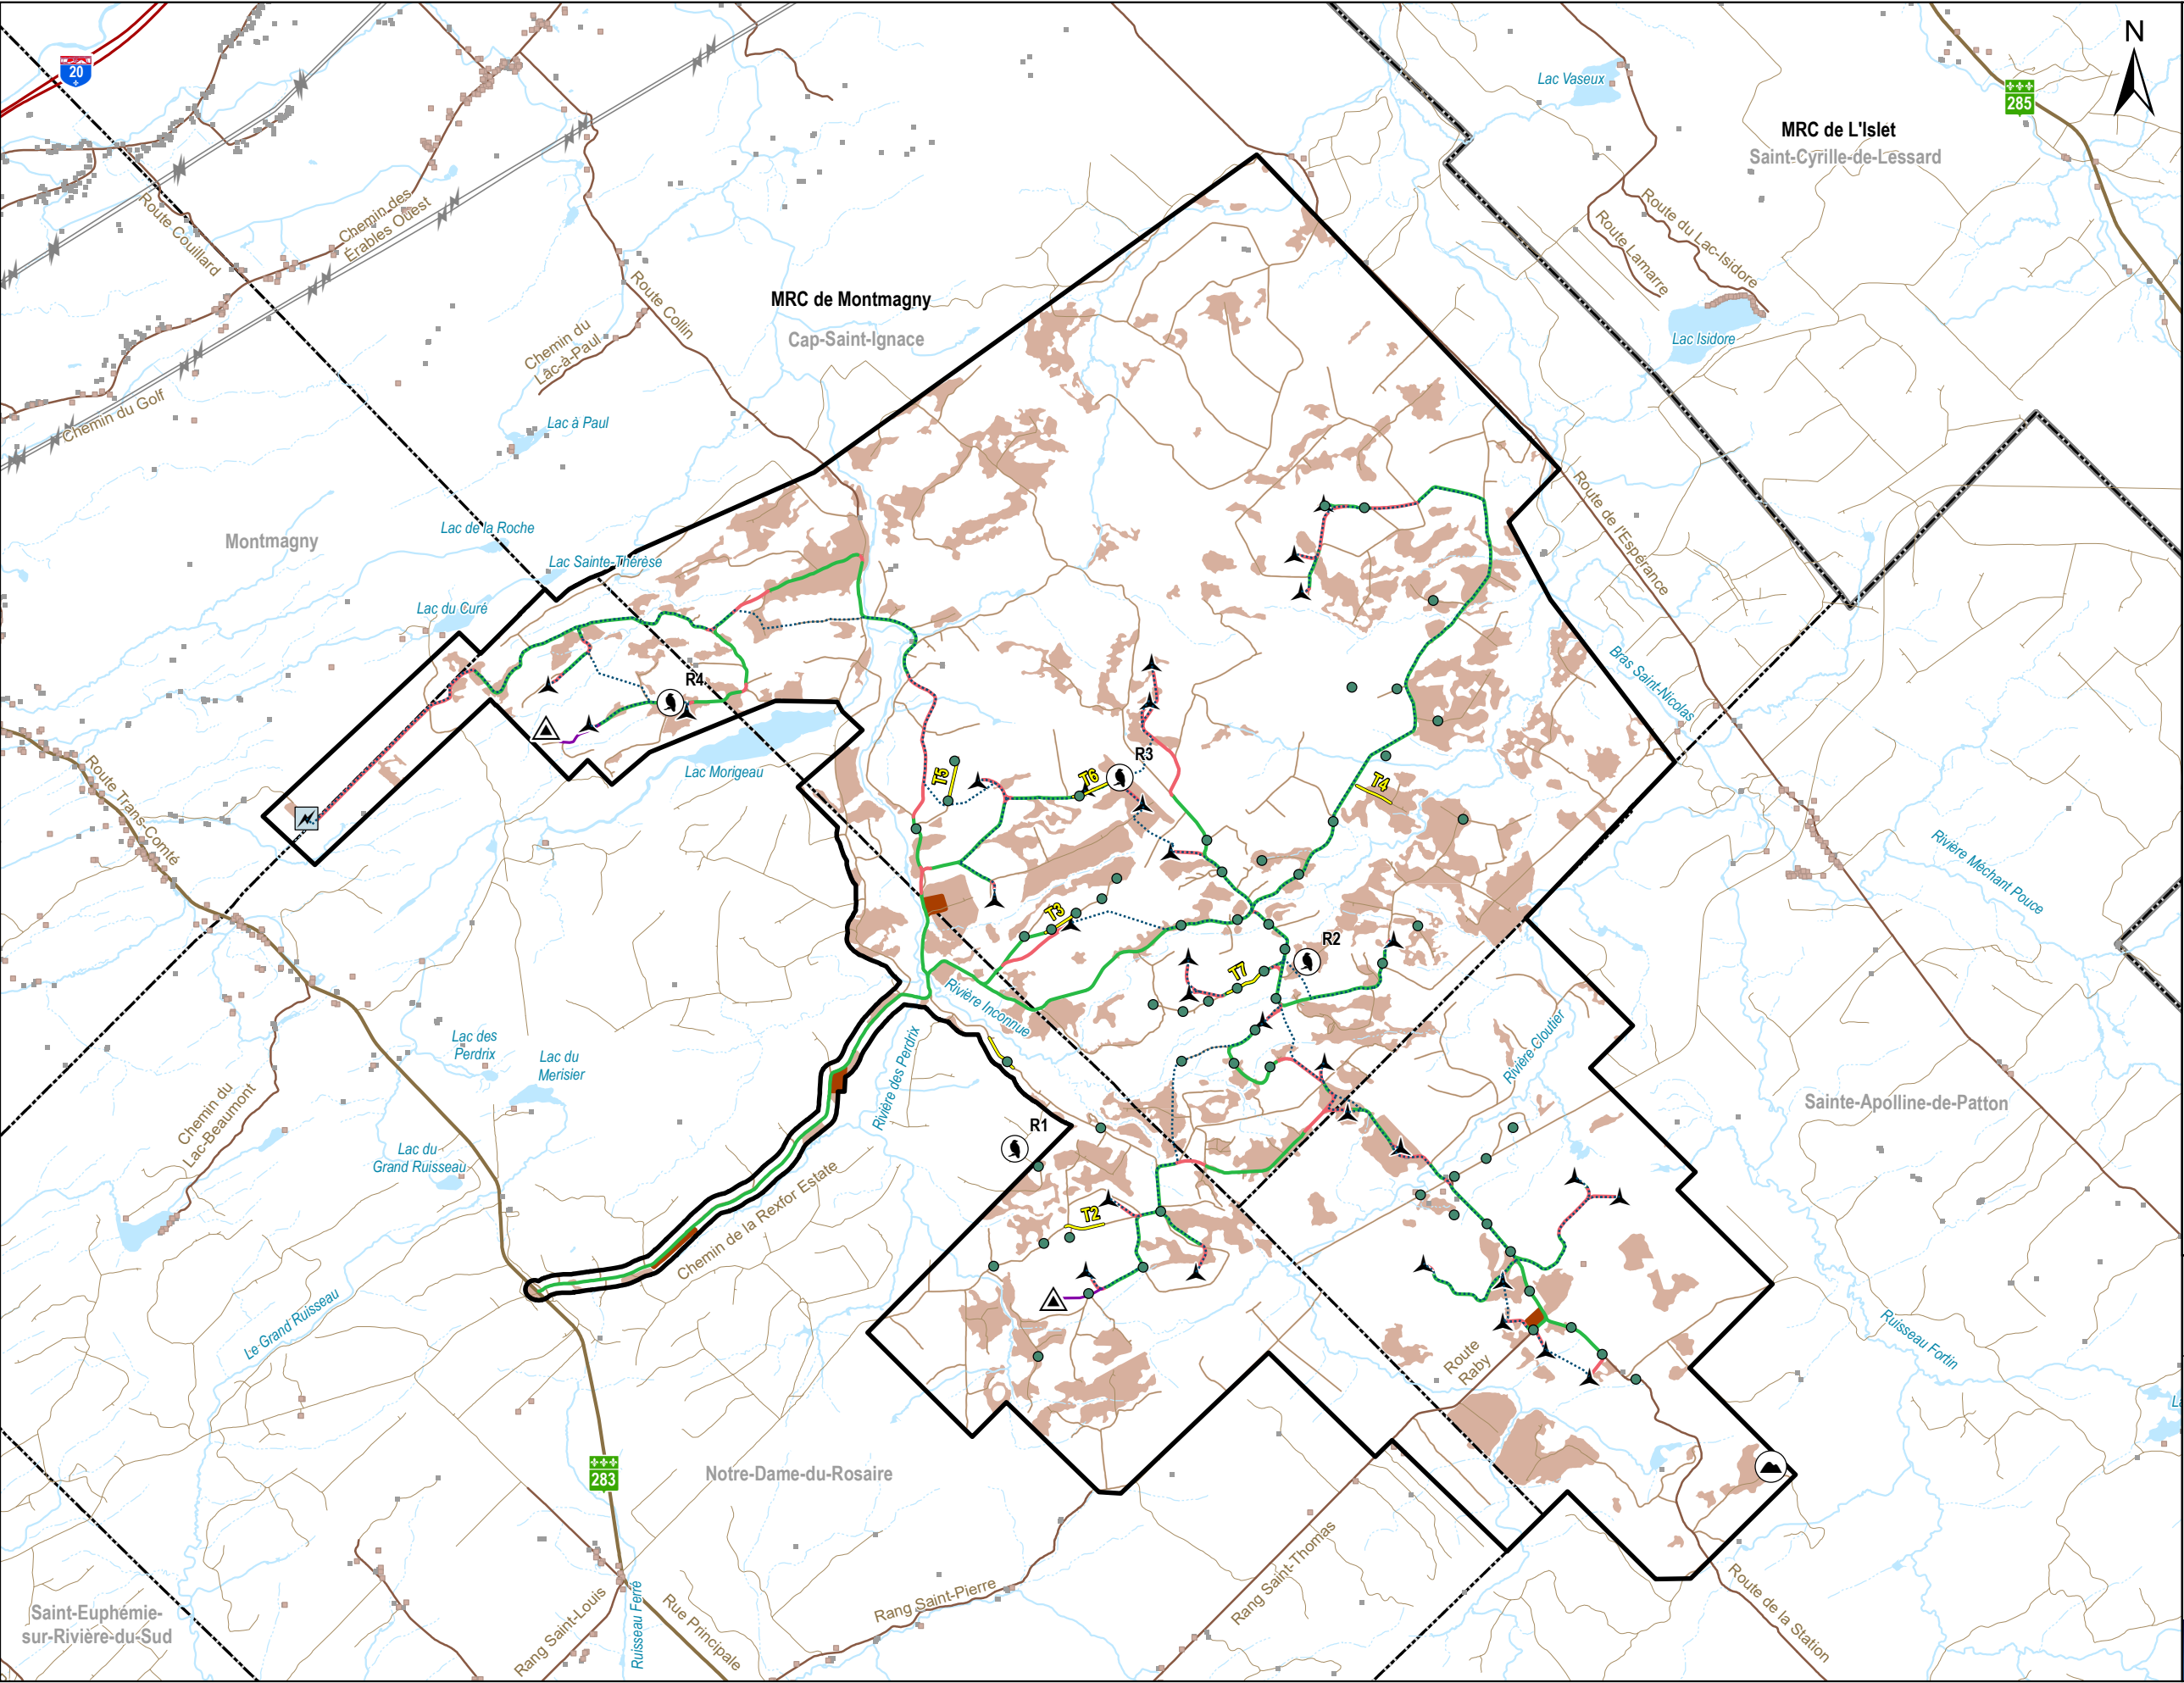 N
20
285
Lac Vaseux
MRC de L'Islet
Saint-Cyrille-de-Lessard
Route Couillard
Chemin des
Érables Ouest
Route du Lac-Isidore
Route Lamarre
Route Collin
MRC de Montmagny
Cap-Saint-Ignace
Lac Isidore
Chemin du
Lac-à-Paul
Chemin du Golf
Lac à Paul
Montmagny
Lac de la Roche
Lac Sainte-Thérèse
Route de l'Espérance
Lac du Curé
Bras Saint-Nicolas
R4
Lac Morigeau
R3
T5
T6
T4
Route Trans-Comté
Rivière Méchant Pouce
T3
R2
T7
Rivière Inconnue
Lac des
Perdrix
Lac du
Merisier
Rivière des Perdrix
Rivière Cloutier
Chemin du
Lac-Beaumont
Sainte-Apolline-de-Patton
R1
Lac du
Grand Ruisseau
Chemin de la Rexfor Estate
T2
Le Grand Ruisseau
Ruisseau Fortin
Route
Raby
La
283
Notre-Dame-du-Rosaire
Rang Saint-Thomas
Rang Saint-Pierre
Route de la Station
Saint-Euphémie-
sur-Rivière-du-Sud
Rang Saint-Louis
Ruisseau Ferré
Rue Principale